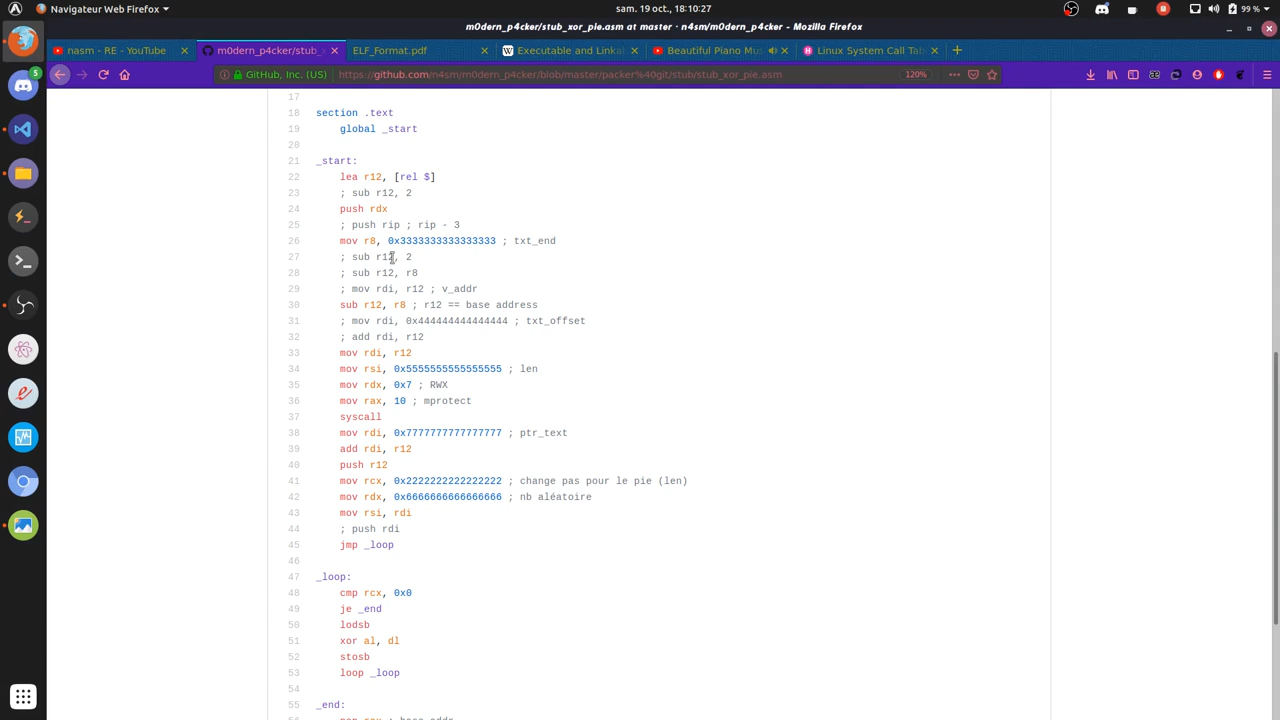 Navigateur Web Firefox
sam. 19 oct., 18:10:27
99 %
m0dern_p4cker/stub_xor_pie.asm at master · n4sm/m0dern_p4cker - Mozilla Firefox
nasm - RE - YouTube
m0dern_p4cker/stub_x
ELF_Format.pdf
Executable and Linkab
Beautiful Piano Mus
Linux System Call Tab
GitHub, Inc. (US)
https://github.com/n4sm/m0dern_p4cker/blob/master/packer%40git/stub/stub_xor_pie.asm
120%
5
17
18 section .text
19 global _start
20
21 _start:
22 lea r12, [rel $]
23 ; sub r12, 2
24 push rdx
25 ; push rip ; rip - 3
26 mov r8, 0x3333333333333333 ; txt_end
27 ; sub r12, 2
28 ; sub r12, r8
29 ; mov rdi, r12 ; v_addr
30 sub r12, r8 ; r12 == base address
31 ; mov rdi, 0x444444444444444 ; txt_offset
32 ; add rdi, r12
33 mov rdi, r12
34 mov rsi, 0x5555555555555555 ; len
35 mov rdx, 0x7 ; RWX
36 mov rax, 10 ; mprotect
37 syscall
38 mov rdi, 0x7777777777777777 ; ptr_text
39 add rdi, r12
40 push r12
41 mov rcx, 0x2222222222222222 ; change pas pour le pie (len)
42 mov rdx, 0x6666666666666666 ; nb aléatoire
43 mov rsi, rdi
44 ; push rdi
45 jmp _loop
46
47 _loop:
48 cmp rcx, 0x0
49 je _end
50 lodsb
51 xor al, dl
52 stosb
53 loop _loop
54
55 _end: